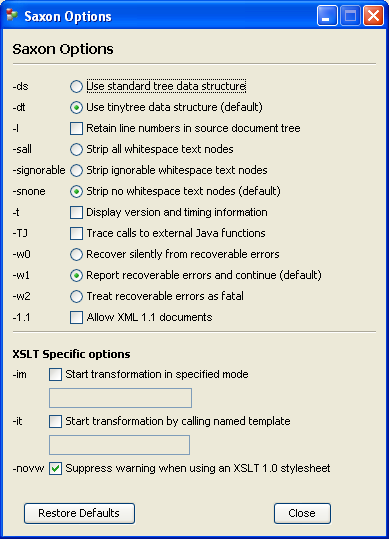 Saxon Options
Saxon Options
-ds Use standard tree data structure
-dt Use tinytree data structure (default)
-l Retain line numbers in source document tree
-sall Strip all whitespace text nodes
-signorable Strip ignorable whitespace text nodes
-snone Strip no whitespace text nodes (default)
-t Display version and timing information
-TJ Trace calls to external Java functions
-w0 Recover silently from recoverable errors
-w1 Report recoverable errors and continue (default)
-w2 Treat recoverable errors as fatal
-1.1 Allow XML 1.1 documents
XSLT Specific options
-im Start transformation in specified mode
-it Start transformation by calling named template
-novw Suppress warning when using an XSLT 1.0 stylesheet
Restore Defaults Close